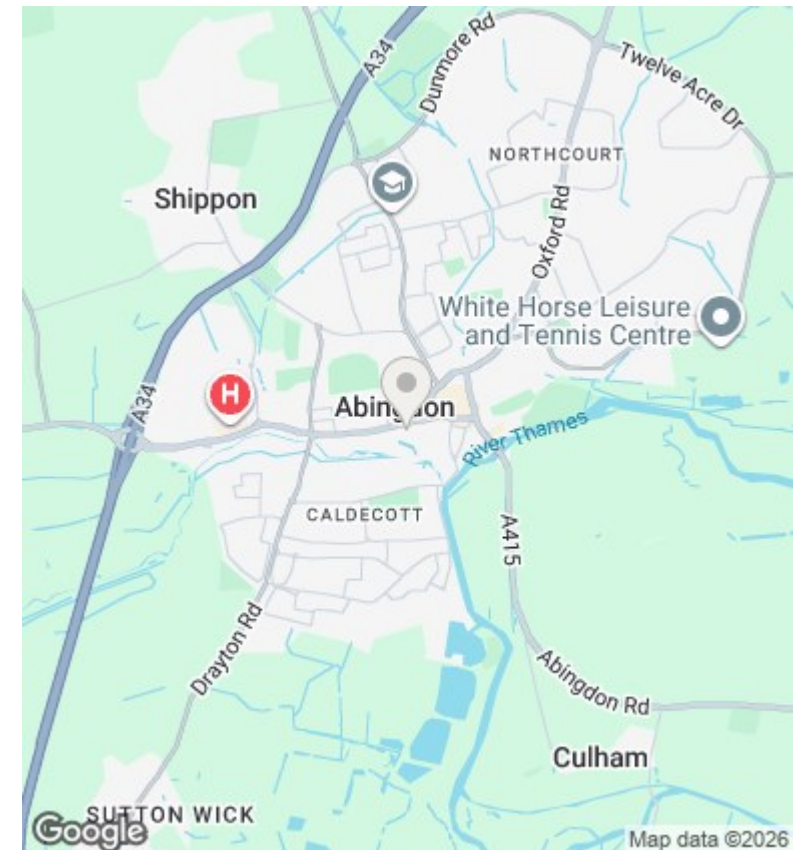 A34
Dunmore Rd
Twelve Acre Dr
NORTHCOURT
Shippon
Oxford Rd
White Horse Leisure
and Tennis Centre
A34
H
Abingdon
River Thames
CALDECOTT
A415
Drayton Rd
Abingdon Rd
Culham
SUTTON WICK
Google
Map data ©2026